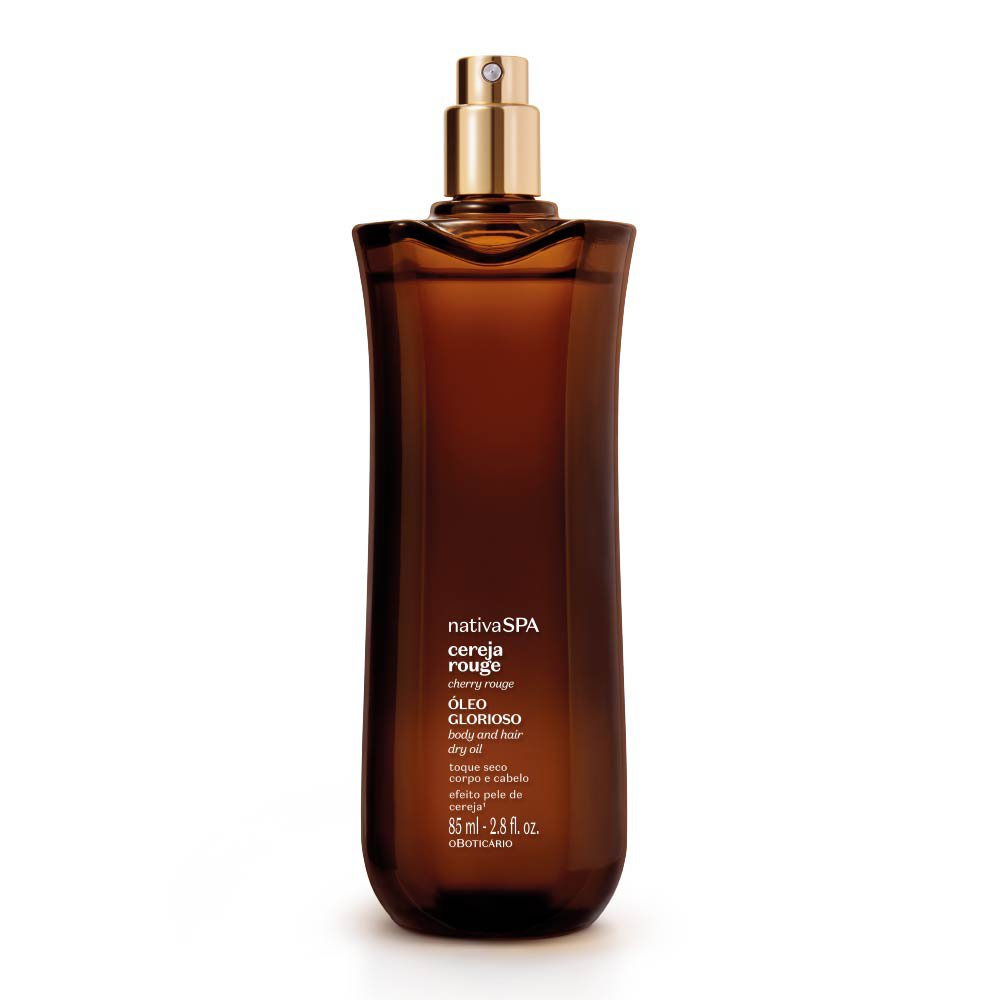 nativaSPA
cereja
rouge
cherry rouge
ÓLEO
GLORIOSO
body and hair
dry oil
toque seco
corpo e cabelo
efeito pele de
cereja¹
85 ml - 2.8 fl. oz.
oBOTICÁRIO